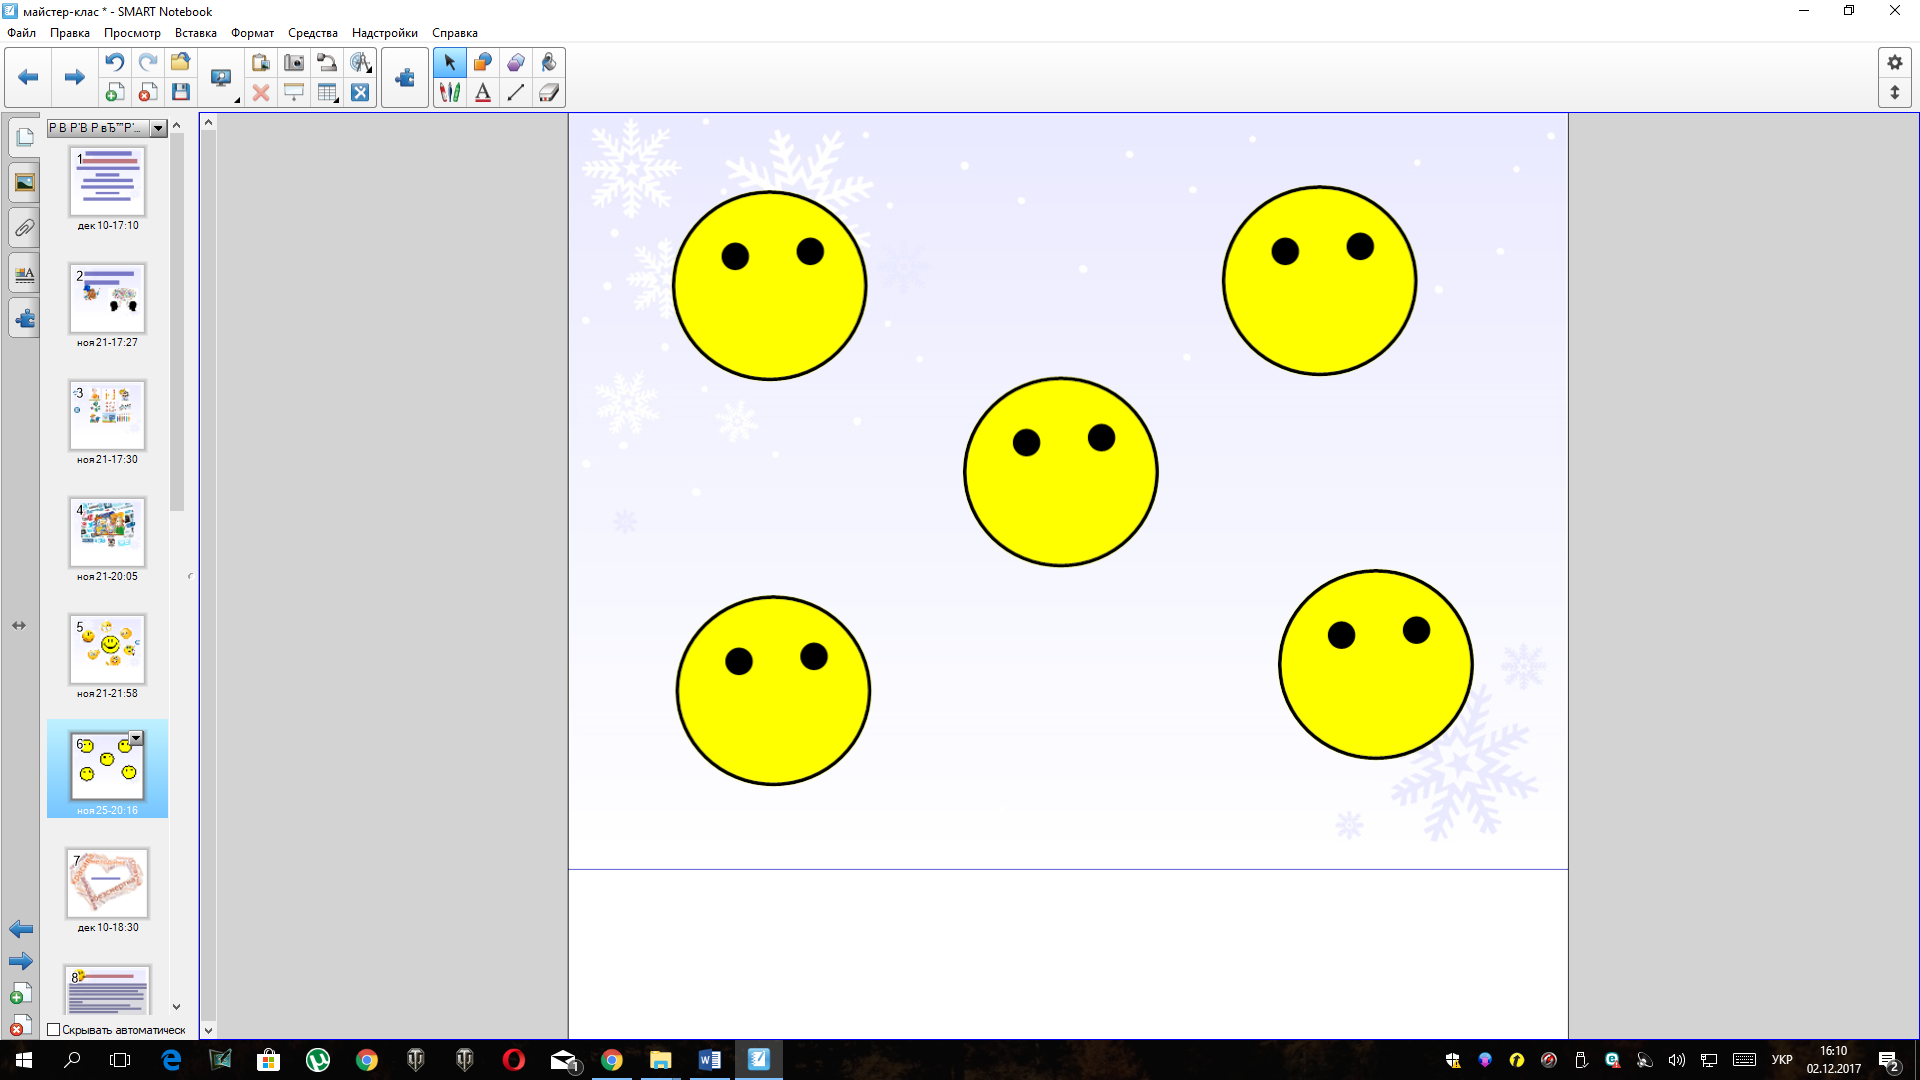 майстер-клас * - SMART Notebook
Файл Правка Просмотр Вставка Формат Средства Надстройки Справка
1
дек 10-17:10
2
ноя 21-17:27
3
ноя 21-17:30
4
ноя 21-20:05
5
ноя 21-21:58
6
ноя 25-20:16
7
дек 10-18:30
8
Скрывать автоматическ
УКР
16:10
02.12.2017
1
2